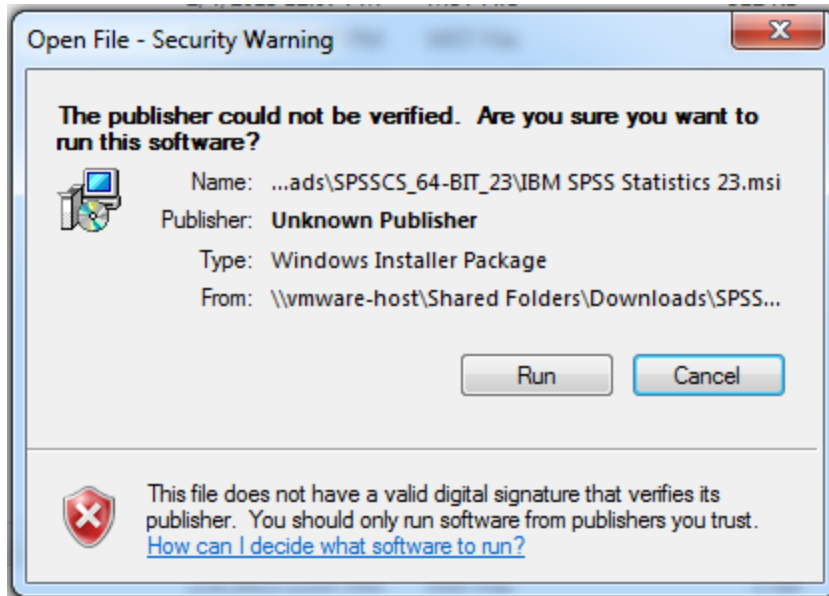 Open File - Security Warning
The publisher could not be verified. Are you sure you want to
run this software?
Name: ...ads\SPSSCS_64-BIT_23\IBM SPSS Statistics 23.msi
Publisher: Unknown Publisher
Type: Windows Installer Package
From: \\vmware-host\Shared Folders\Downloads\SPSS...
Run Cancel
This file does not have a valid digital signature that verifies its
publisher. You should only run software from publishers you trust.
How can I decide what software to run?